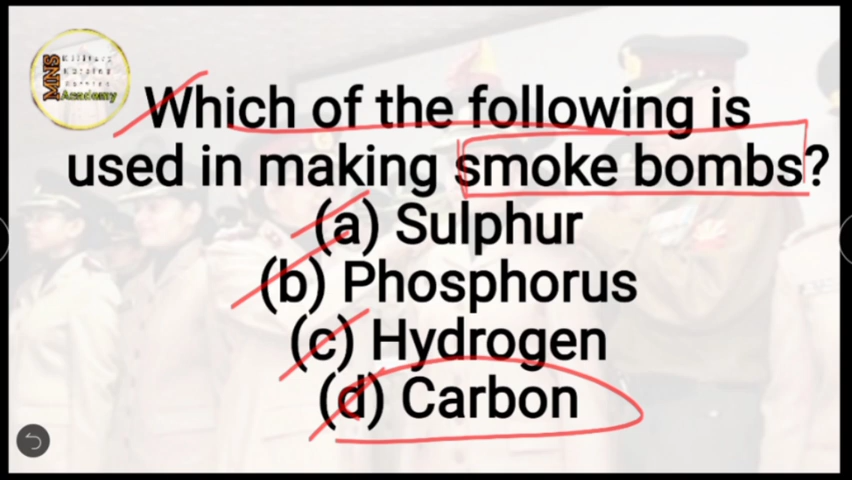 MNS
Academy
Which of the following is
used in making smoke bombs?
(a) Sulphur
(b) Phosphorus
(c) Hydrogen
(d) Carbon